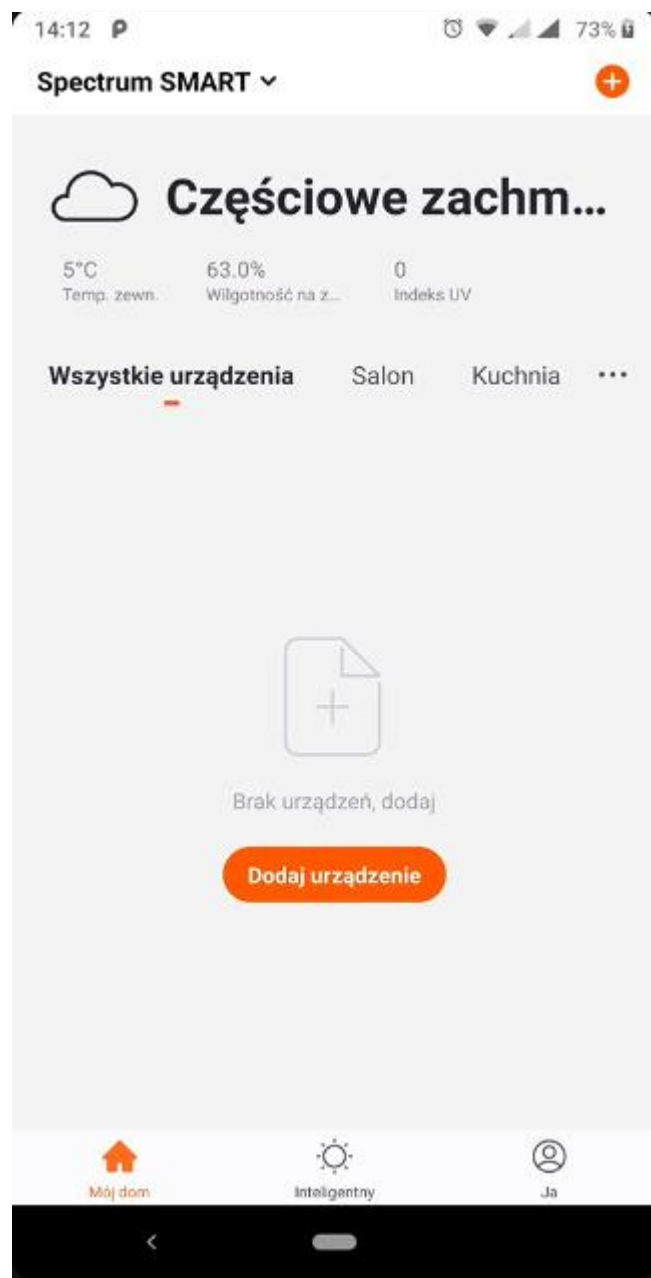 14:12 P 73%
Spectrum SMART
Częściowe zachm...
5°C 63.0% 0
Temp. zewn. Wilgotność na z... Indeks UV
Wszystkie urządzenia Salon Kuchnia
Brak urządzeń, dodaj
Dodaj urządzenie
Mój dom Inteligentny Ja